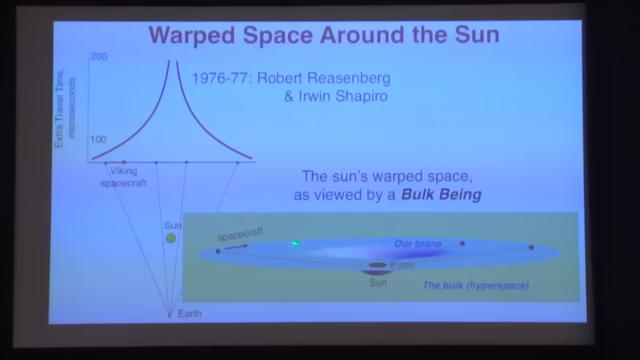 Warped Space Around the Sun
200
1976-77: Robert Reasenberg
& Irwin Shapiro
Extra Travel Time,
microseconds
100
Viking
spacecraft
The sun's warped space,
as viewed by a Bulk Being
Sun
spacecraft
Our brane
Earth
Sun
The bulk (hyperspace)
Earth